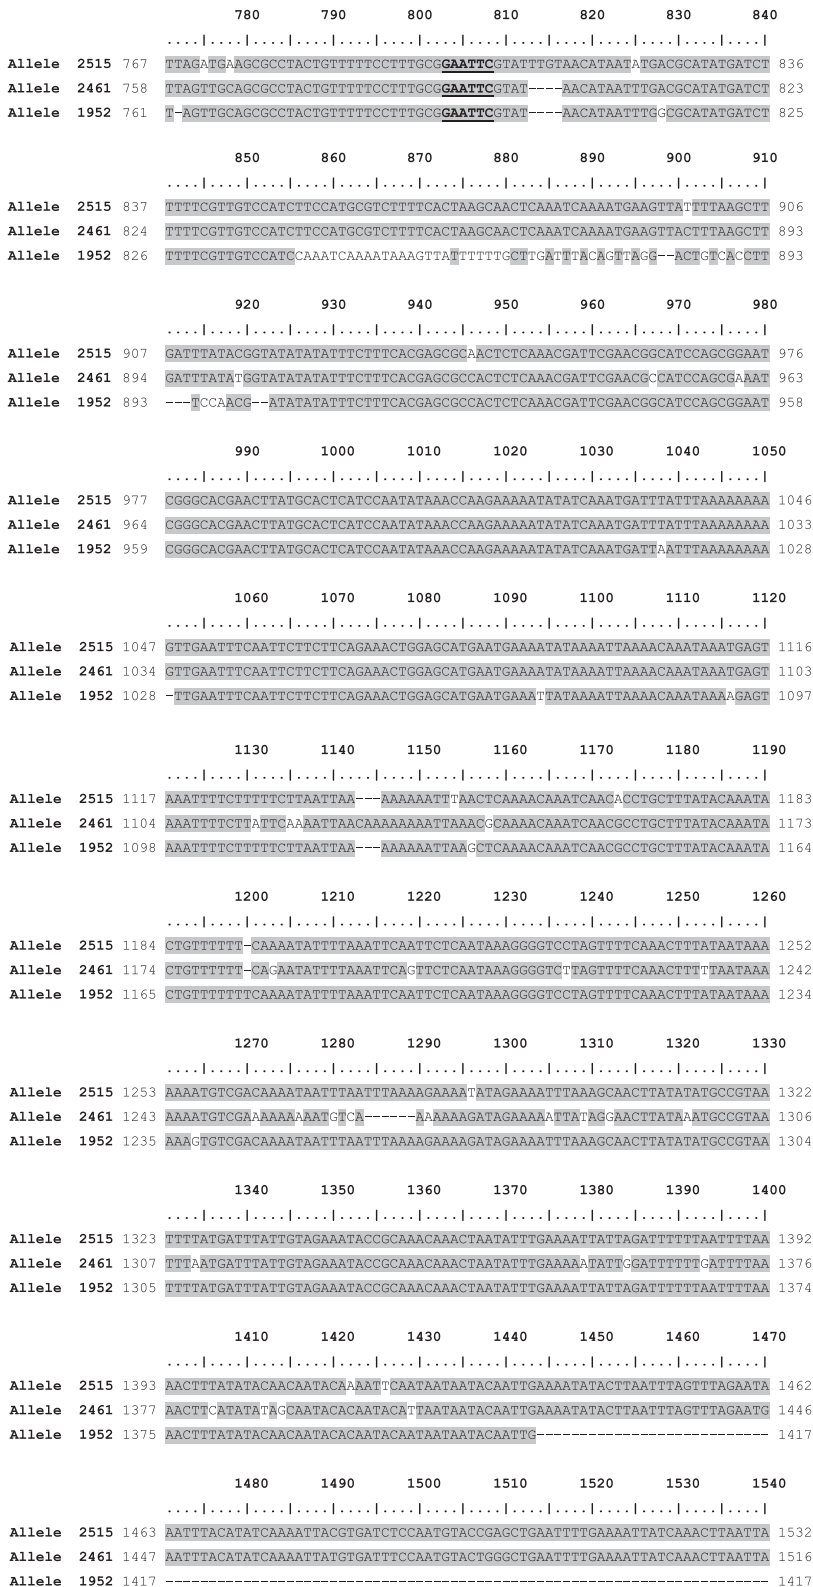 780 790 800 810 820 830 840
....|....|....|....|....|....|....|....|....|....|....|....|....|....|
Allele 2515 767 TTAGATGAAGCGCCTACTGTTTTTCCTTTGCGGAATTCGTATTTGTAACATAATATGACGCATATGATCT 836
Allele 2461 758 TTAGTTGCAGCGCCTACTGTTTTTCCTTTGCGGAATTCGTAT----AACATAATTTGACGCATATGATCT 823
Allele 1952 761 T-AGTTGCAGCGCCTACTGTTTTTCCTTTGCGGAATTCGTAT----AACATAATTTGGCGCATATGATCT 825
850 860 870 880 890 900 910
....|....|....|....|....|....|....|....|....|....|....|....|....|....|
Allele 2515 837 TTTTCGTTGTCCATCTTCCATGCGTCTTTTCACTAAGCAACTCAAATCAAAATGAAGTTATTTTAAGCTT 906
Allele 2461 824 TTTTCGTTGTCCATCTTCCATGCGTCTTTTCACTAAGCAACTCAAATCAAAATGAAGTTACTTTAAGCTT 893
Allele 1952 826 TTTTCGTTGTCCATCCAAATCAAAATAAAGTTATTTTTTGCTTGATTTACAGTTAGG--ACTGTCACCTT 893
920 930 940 950 960 970 980
....|....|....|....|....|....|....|....|....|....|....|....|....|....|
Allele 2515 907 GATTTATACGGTATATATATTTCTTTCACGAGCGCAACTCTCAAACGATTCGAACGGCATCCAGCGGAAT 976
Allele 2461 894 GATTTATATGGTATATATATTTCTTTCACGAGCGCCACTCTCAAACGATTCGAACGCCATCCAGCGAAAT 963
Allele 1952 893 ---TCCAACG--ATATATATTTCTTTCACGAGCGCCACTCTCAAACGATTCGAACGGCATCCAGCGGAAT 958
990 1000 1010 1020 1030 1040 1050
....|....|....|....|....|....|....|....|....|....|....|....|....|....|
Allele 2515 977 CGGGCACGAACTTATGCACTCATCCAATATAAACCAAGAAAAATATATCAAATGATTTATTTAAAAAAAA 1046
Allele 2461 964 CGGGCACGAACTTATGCACTCATCCAATATAAACCAAGAAAAATATATCAAATGATTTATTTAAAAAAAA 1033
Allele 1952 959 CGGGCACGAACTTATGCACTCATCCAATATAAACCAAGAAAAATATATCAAATGATTAATTTAAAAAAAA 1028
1060 1070 1080 1090 1100 1110 1120
....|....|....|....|....|....|....|....|....|....|....|....|....|....|
Allele 2515 1047 GTTGAATTTCAATTCTTCTTCAGAAACTGGAGCATGAATGAAAATATAAAATTAAAACAAATAAATGAGT 1116
Allele 2461 1034 GTTGAATTTCAATTCTTCTTCAGAAACTGGAGCATGAATGAAAATATAAAATTAAAACAAATAAATGAGT 1103
Allele 1952 1028 -TTGAATTTCAATTCTTCTTCAGAAACTGGAGCATGAATGAAATTATAAAATTAAAACAAATAAAAGAGT 1097
1130 1140 1150 1160 1170 1180 1190
....|....|....|....|....|....|....|....|....|....|....|....|....|....|
Allele 2515 1117 AAATTTTCTTTTTCTTAATTAA---AAAAAATTTAACTCAAAACAAATCAACACCTGCTTTATACAAATA 1183
Allele 2461 1104 AAATTTTCTTATTCAAAATTAACAAAAAAAATTAAACGCAAAACAAATCAACGCCTGCTTTATACAAATA 1173
Allele 1952 1098 AAATTTTCTTTTTCTTAATTAA---AAAAAATTAAGCTCAAAACAAATCAACGCCTGCTTTATACAAATA 1164
1200 1210 1220 1230 1240 1250 1260
....|....|....|....|....|....|....|....|....|....|....|....|....|....|
Allele 2515 1184 CTGTTTTTT-CAAAATATTTTAAATTCAATTCTCAATAAAGGGGTCCTAGTTTTCAAACTTTATAATAAA 1252
Allele 2461 1174 CTGTTTTTT-CAGAATATTTTAAATTCAGTTCTCAATAAAGGGGTCTTAGTTTTCAAACTTTTTAATAAA 1242
Allele 1952 1165 CTGTTTTTTTCAAAATATTTTAAATTCAATTCTCAATAAAGGGGTCCTAGTTTTCAAACTTTATAATAAA 1234
1270 1280 1290 1300 1310 1320 1330
....|....|....|....|....|....|....|....|....|....|....|....|....|....|
Allele 2515 1253 AAAATGTCGACAAAATAATTTAATTTAAAAGAAAATATAGAAAATTTAAAGCAACTTATATATGCCGTAA 1322
Allele 2461 1243 AAAATGTCGAAAAAAAAATGTCA------AAAAAAGATAGAAAAATTATAGGAACTTATAAATGCCGTAA 1306
Allele 1952 1235 AAAGTGTCGACAAAATAATTTAATTTAAAAGAAAAGATAGAAAATTTAAAGCAACTTATATATGCCGTAA 1304
1340 1350 1360 1370 1380 1390 1400
....|....|....|....|....|....|....|....|....|....|....|....|....|....|
Allele 2515 1323 TTTTATGATTTATTGTAGAAATACCGCAAACAAACTAATATTTGAAAATTATTAGATTTTTTAATTTTAA 1392
Allele 2461 1307 TTTAATGATTTATTGTAGAAATACCGCAAACAAACTAATATTTGAAAAATATTGGATTTTTTGATTTTAA 1376
Allele 1952 1305 TTTTATGATTTATTGTAGAAATACCGCAAACAAACTAATATTTGAAAATTATTAGATTTTTTAATTTTAA 1374
1410 1420 1430 1440 1450 1460 1470
....|....|....|....|....|....|....|....|....|....|....|....|....|....|
Allele 2515 1393 AACTTTATATACAACAATACAAAATTCAATAATAATACAATTGAAAATATACTTAATTTAGTTTAGAATA 1462
Allele 2461 1377 AACTTCATATATAGCAATACACAATACATTAATAATACAATTGAAAATATACTTAATTTAGTTTAGAATG 1446
Allele 1952 1375 AACTTTATATACAACAATACACAATACAATAATAATACAATTG--------------------------- 1417
1480 1490 1500 1510 1520 1530 1540
....|....|....|....|....|....|....|....|....|....|....|....|....|....|
Allele 2515 1463 AATTTACATATCAAAATTACGTGATCTCCAATGTACCGAGCTGAATTTTGAAAATTATCAAACTTAATTA 1532
Allele 2461 1447 AATTTACATATCAAAATTATGTGATTTCCAATGTACTGGGCTGAATTTTGAAAATTATCAAACTTAATTA 1516
Allele 1952 1417 ---------------------------------------------------------------------- 1417